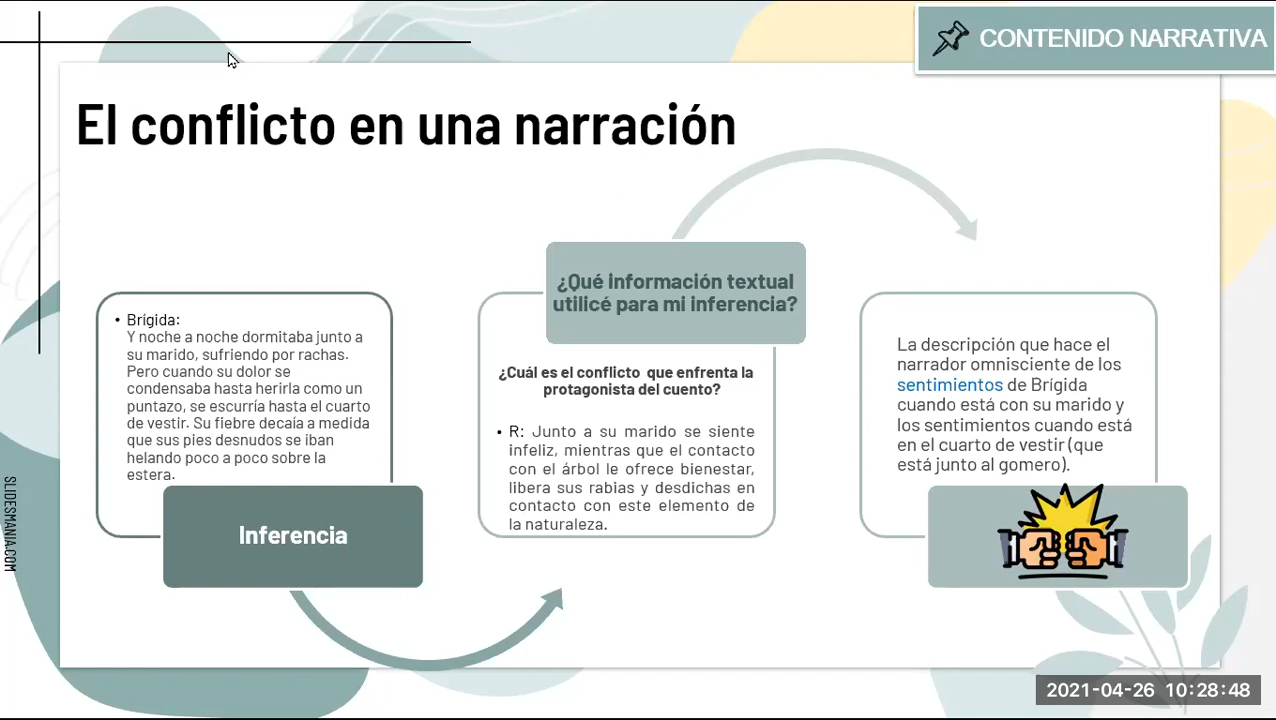 CONTENIDO NARRATIVA
El conflicto en una narración
• Brígida:
Y noche a noche dormitaba junto a
su marido, sufriendo por rachas.
Pero cuando su dolor se
condensaba hasta herirla como un
puntazo, se escurría hasta el cuarto
de vestir. Su fiebre decaía a medida
que sus pies desnudos se iban
helando poco a poco sobre la
estera.
Inferencia
¿Qué información textual
utilicé para mi inferencia?
¿Cuál es el conflicto que enfrenta la
protagonista del cuento?
• R: Junto a su marido se siente
infeliz, mientras que el contacto
con el árbol le ofrece bienestar,
libera sus rabias y desdichas en
contacto con este elemento de
la naturaleza.
La descripción que hace el
narrador omnisciente de los
sentimientos de Brígida
cuando está con su marido y
los sentimientos cuando está
en el cuarto de vestir (que
está junto al gomero).
SLIDESMANIA.COM
2021-04-26 10:28:48